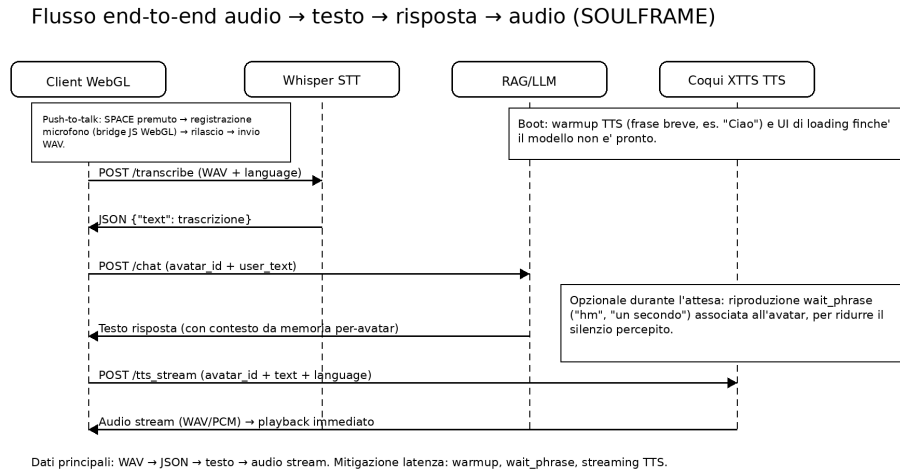 Flusso end-to-end audio → testo → risposta → audio (SOULFRAME)
Client WebGL
Whisper STT
RAG/LLM
Coqui XTTS TTS
Push-to-talk: SPACE premuto → registrazione
microfono (bridge JS WebGL) → rilascio → invio
WAV.
Boot: warmup TTS (frase breve, es. "Ciao") e UI di loading finche'
il modello non e' pronto.
POST /transcribe (WAV + language)
JSON {"text": trascrizione}
POST /chat (avatar_id + user_text)
Opzionale durante l'attesa: riproduzione wait_phrase
("hm", "un secondo") associata all'avatar, per ridurre il
silenzio percepito.
Testo risposta (con contesto da memoria per-avatar)
POST /tts_stream (avatar_id + text + language)
Audio stream (WAV/PCM) → playback immediato
Dati principali: WAV → JSON → testo → audio stream. Mitigazione latenza: warmup, wait_phrase, streaming TTS.